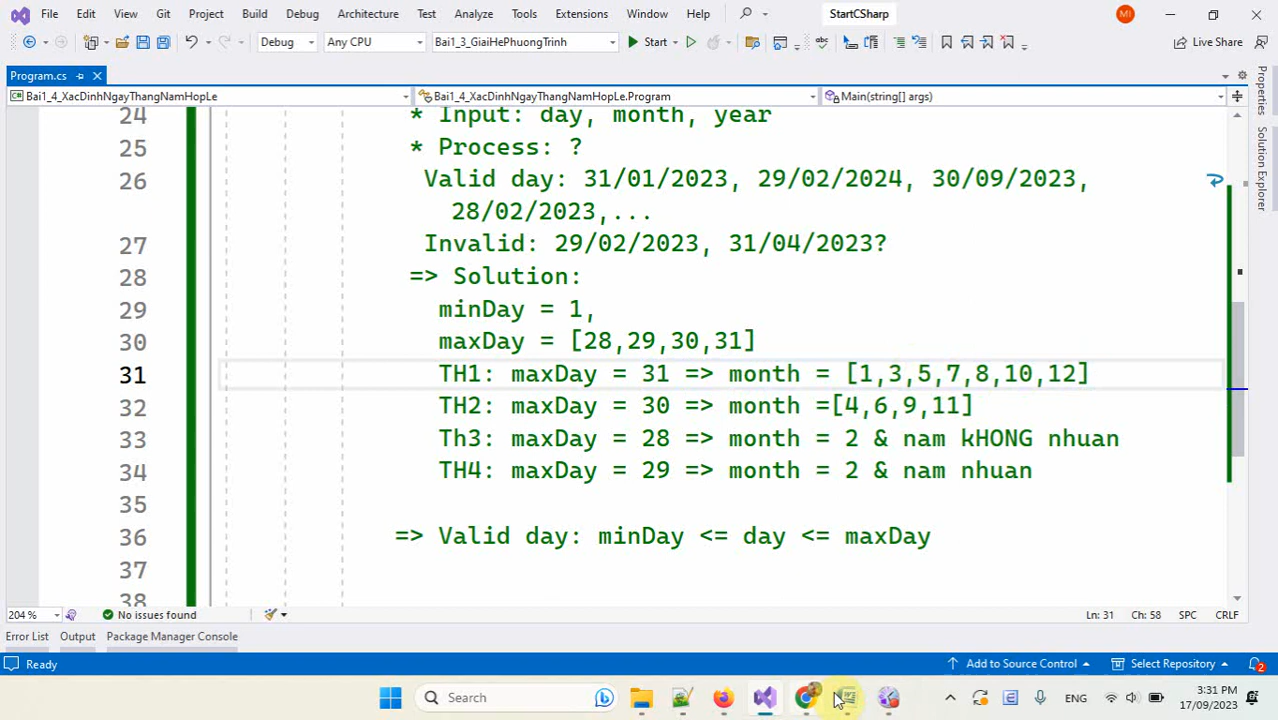 File Edit View Git Project Build Debug Architecture Test Analyze Tools Extensions Window Help StartCSharp MI
Debug Any CPU Bai1_3_GiaiHePhuongTrinh Start Live Share
Program.cs
Bai1_4_XacDinhNgayThangNamHopLe Bai1_4_XacDinhNgayThangNamHopLe.Program Main(string[] args)
24 * Input: day, month, year
25 * Process: ?
26 Valid day: 31/01/2023, 29/02/2024, 30/09/2023,
28/02/2023,...
27 Invalid: 29/02/2023, 31/04/2023?
28 => Solution:
29 minDay = 1,
30 maxDay = [28,29,30,31]
31 TH1: maxDay = 31 => month = [1,3,5,7,8,10,12]
32 TH2: maxDay = 30 => month =[4,6,9,11]
33 Th3: maxDay = 28 => month = 2 & nam kHONG nhuan
34 TH4: maxDay = 29 => month = 2 & nam nhuan
35
36 => Valid day: minDay <= day <= maxDay
37
38
Properties
Solution Explorer
204 % No issues found Ln: 31 Ch: 58 SPC CRLF
Error List Output Package Manager Console
Ready Add to Source Control Select Repository 2
Search ENG 3:31 PM
17/09/2023